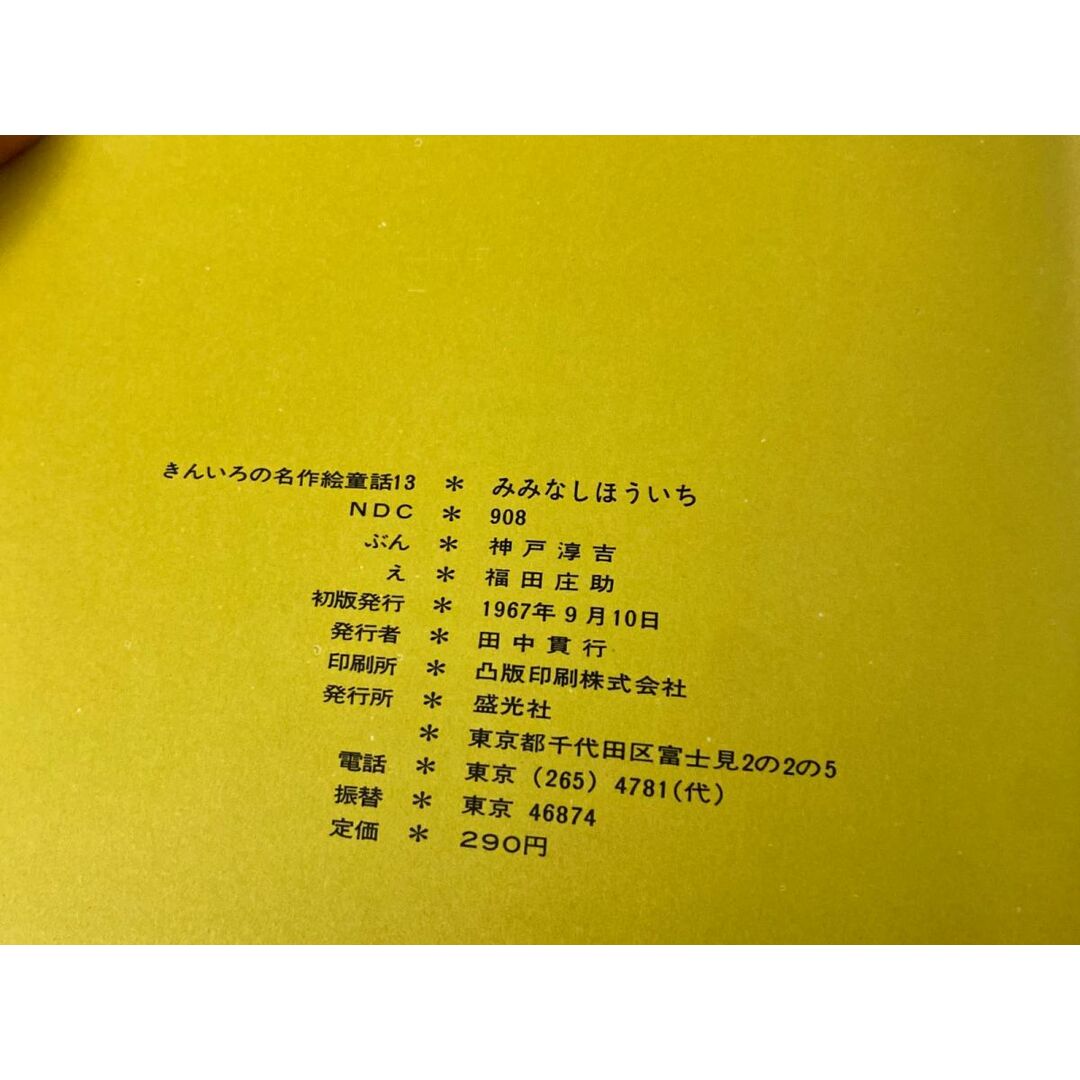 きんいろの名作絵童話13 * みみなしほういち
NDC * 908
ぶん * 神戸淳吉
え * 福田庄助
初版発行 * 1967年9月10日
発行者 * 田中貫行
印刷所 * 凸版印刷株式会社
発行所 * 盛光社
* 東京都千代田区富士見2の2の5
電話 * 東京 (265) 4781(代)
振替 * 東京 46874
定価 * 290円